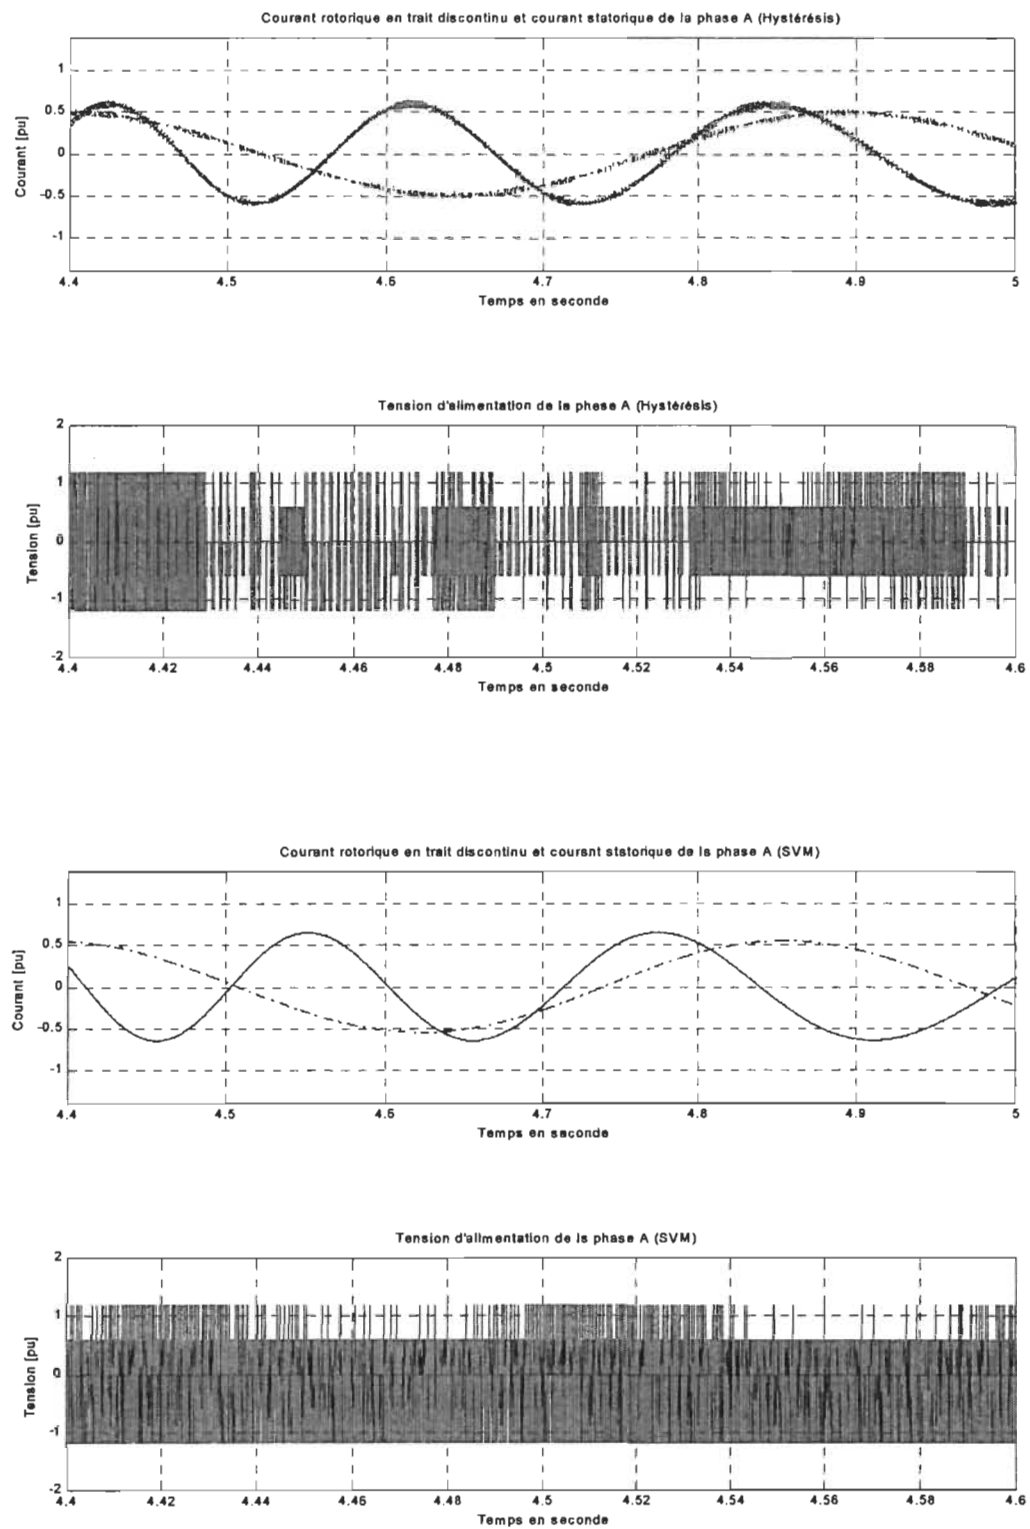 Courant rotorique en trait discontinu et courant statorique de la phase A (Hystérésis)
1
0.5
0
-0.5
-1
Courant [pu]
4.4 4.5 4.6 4.7 4.8 4.9 5
Temps en seconde
Tension d'alimentation de la phase A (Hystérésis)
2
1
0
-1
-2
Tension [pu]
4.4 4.42 4.44 4.46 4.48 4.5 4.52 4.54 4.56 4.58 4.6
Temps en seconde
Courant rotorique en trait discontinu et courant statorique de la phase A (SVM)
1
0.5
0
-0.5
-1
Courant [pu]
4.4 4.5 4.6 4.7 4.8 4.9 5
Temps en seconde
Tension d'alimentation de la phase A (SVM)
2
1
0
-1
-2
Tension [pu]
4.4 4.42 4.44 4.46 4.48 4.5 4.52 4.54 4.56 4.58 4.6
Temps en seconde